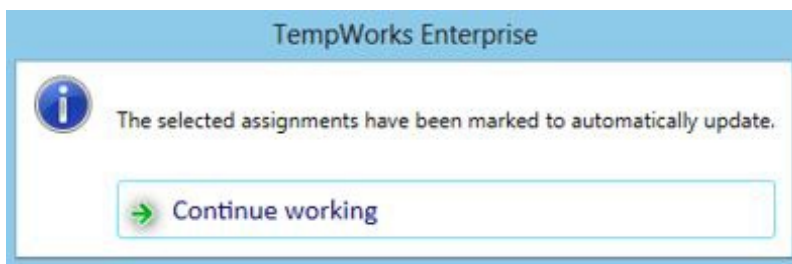 TempWorks Enterprise
The selected assignments have been marked to automatically update.
Continue working